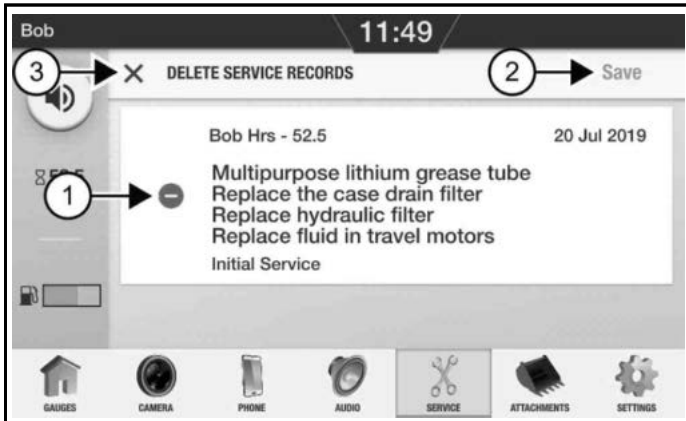 Bob
11:49
3
DELETE SERVICE RECORDS
2
Save
Bob Hrs - 52.5
20 Jul 2019
1
Multipurpose lithium grease tube
Replace the case drain filter
Replace hydraulic filter
Replace fluid in travel motors
Initial Service
GAUGES
CAMERA
PHONE
AUDIO
SERVICE
ATTACHMENTS
SETTINGS